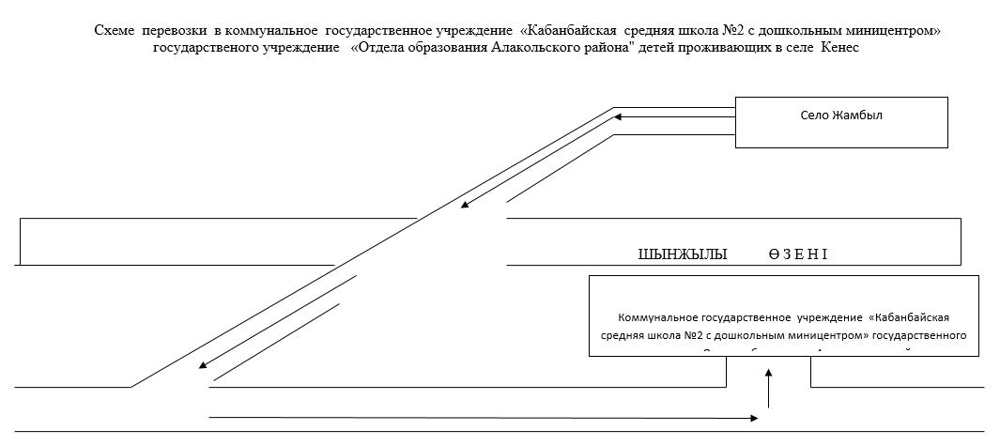 Схеме перевозки в коммунальное государственное учреждение «Кабанбайская средняя школа №2 с дошкольным миницентром»
государственого учреждение «Отдела образования Алакольского района" детей проживающих в селе Кенес
Село Жамбыл
ШЫНЖЫЛЫ Ө З Е Н І
Коммунальное государственное учреждение «Кабанбайская
средняя школа №2 с дошкольным миницентром» государственного